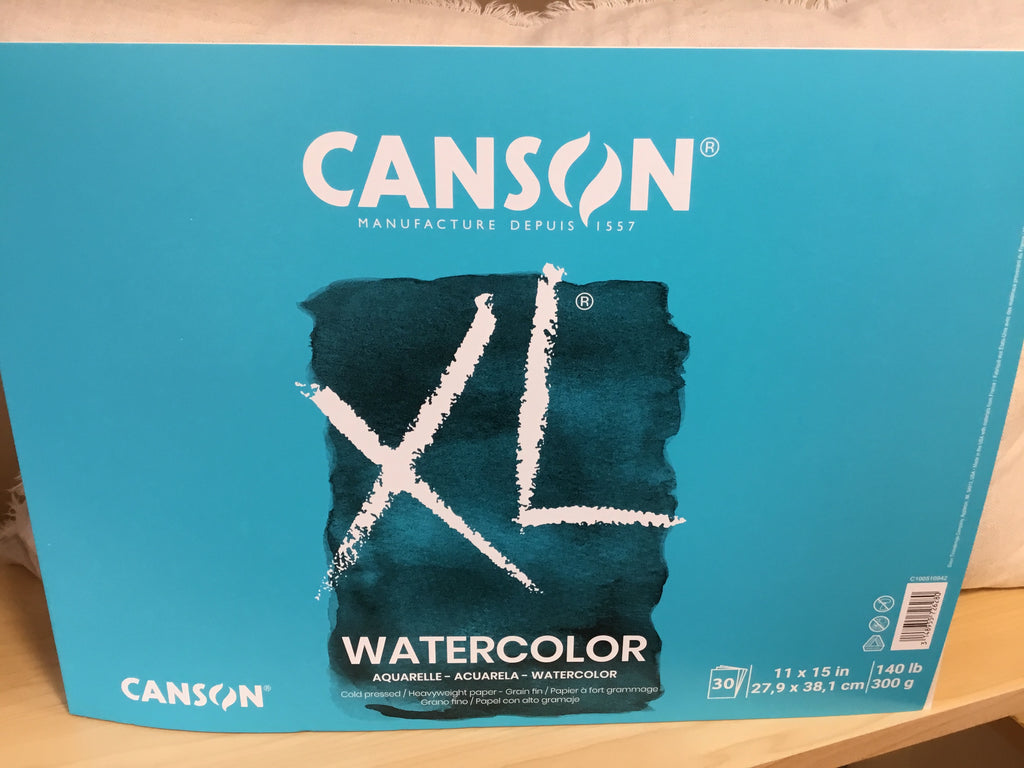 CANSON®
MANUFACTURE DEPUIS 1557
XL®
WATERCOLOR
AQUARELLE - ACUARELA - WATERCOLOR
Cold pressed / Heavyweight paper - Grain fin / Papier à fort grammage
Grano fino / Papel con alto gramaje
CANSON®
30
11 x 15 in
27,9 x 38,1 cm
140 lb
300 g
C100510942